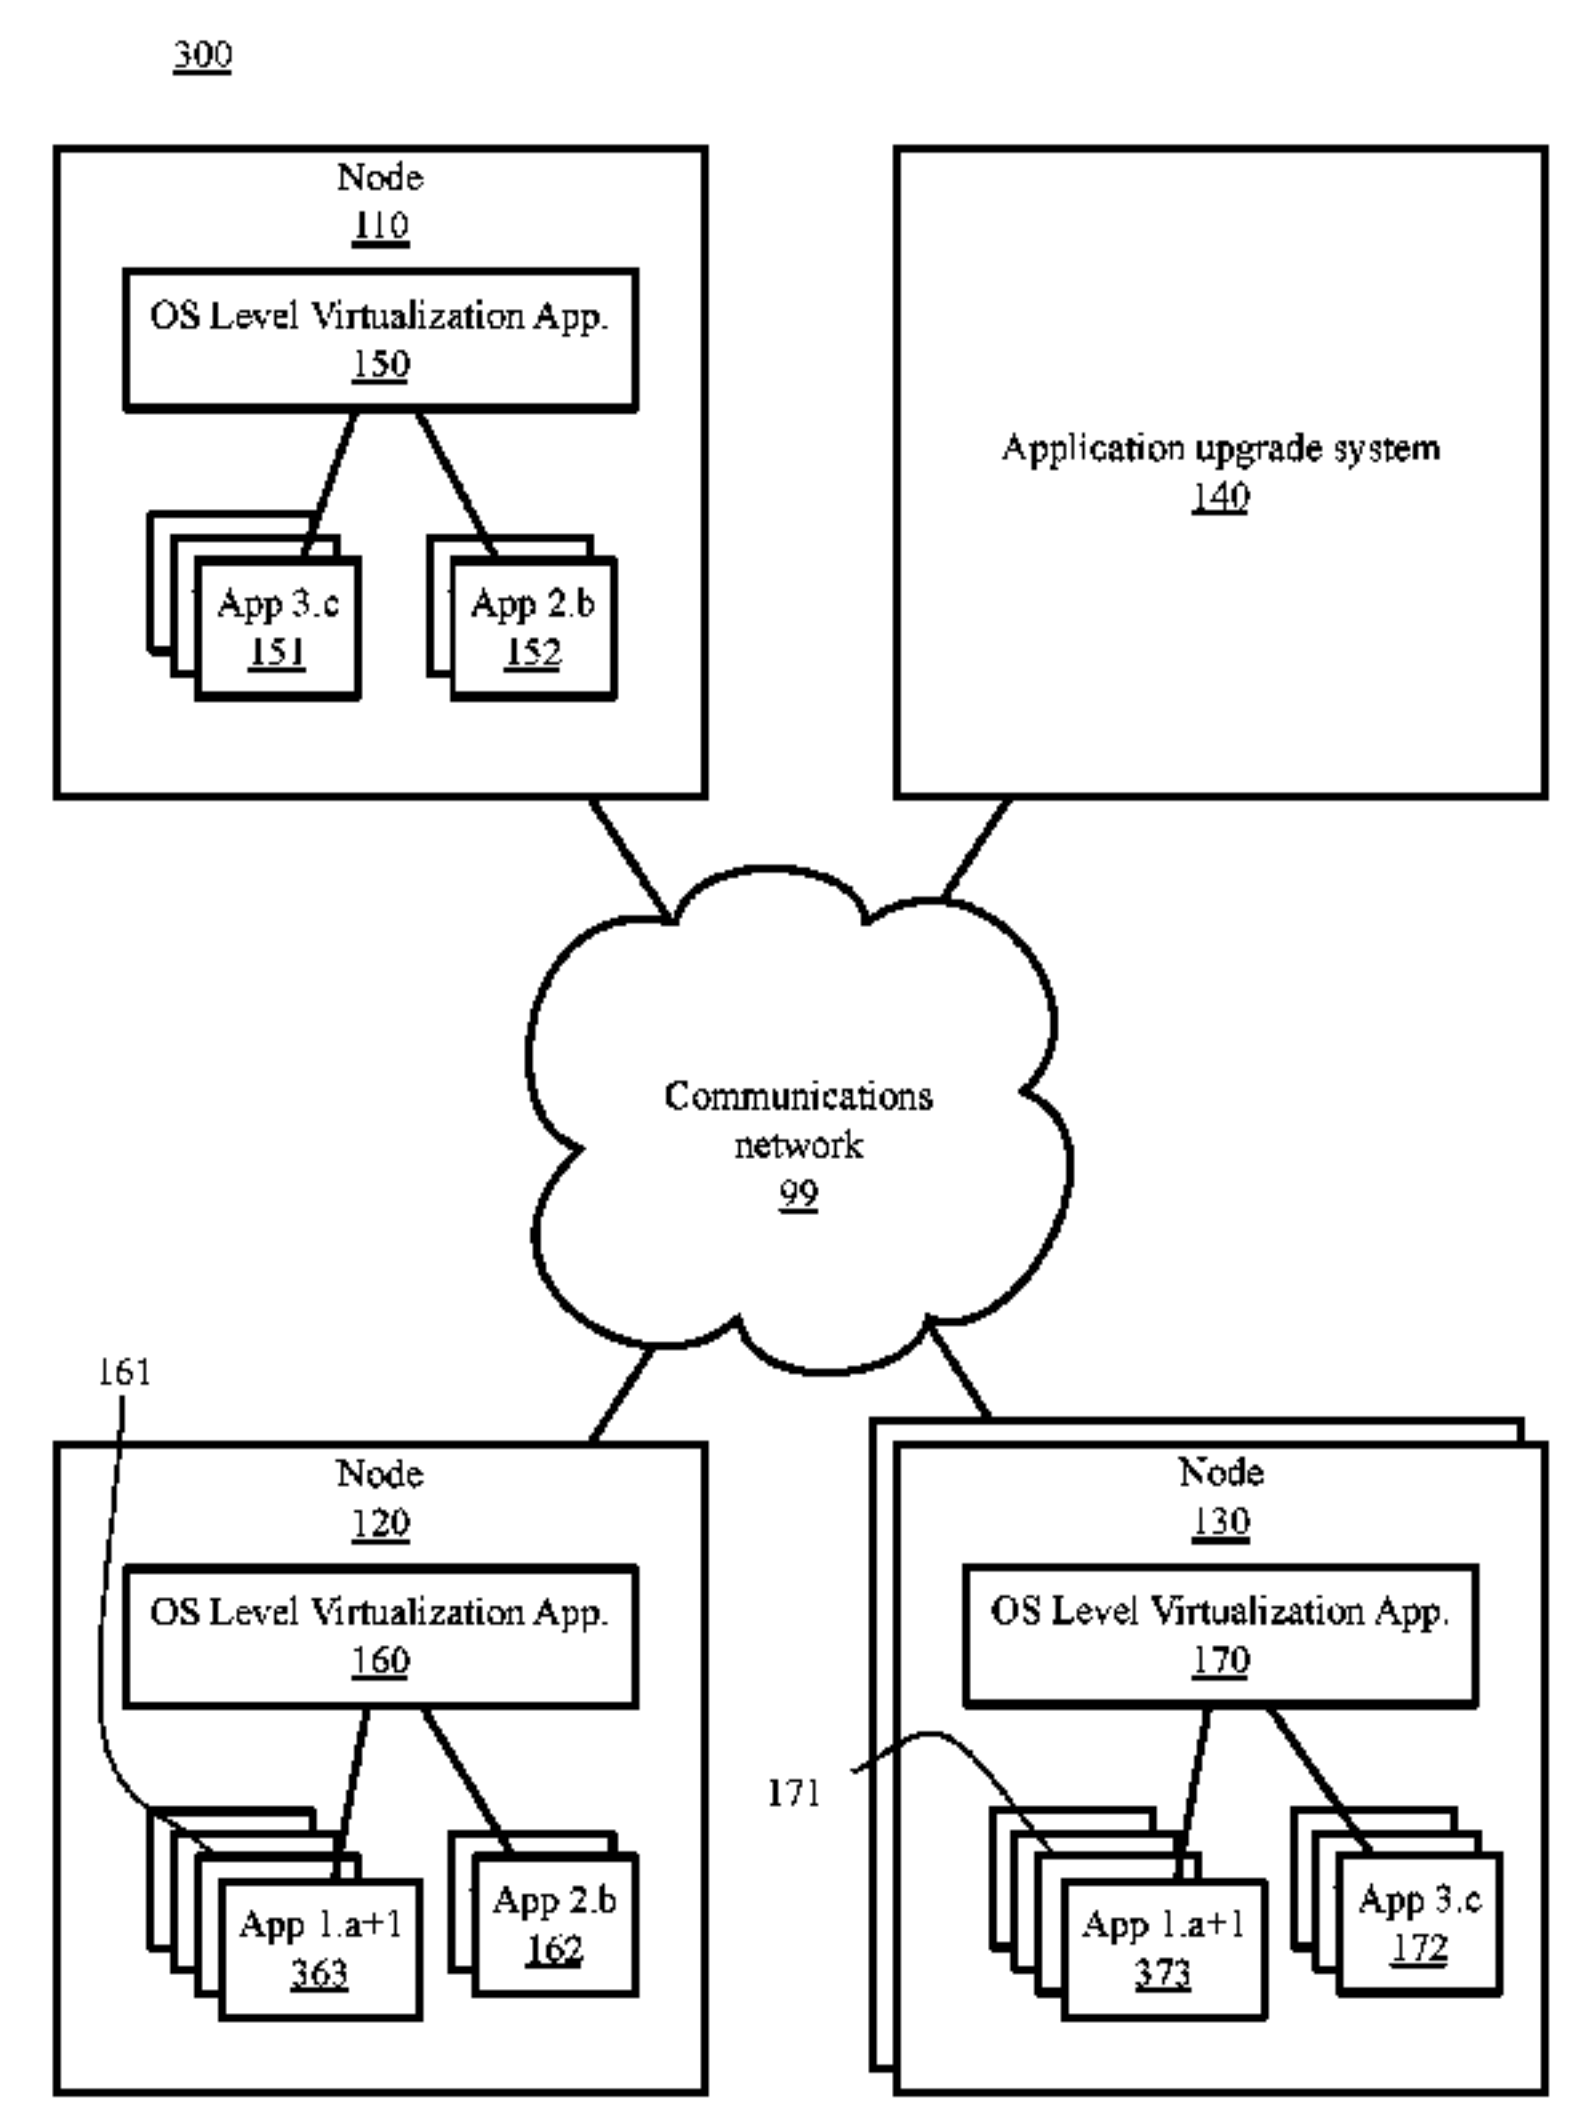 300
Node
110
OS Level Virtualization App.
150
App 3.c
151
App 2.b
152
Application upgrade system
140
Communications
network
99
161
Node
120
OS Level Virtualization App.
160
App 1.a+1
363
App 2.b
162
171
Node
130
OS Level Virtualization App.
170
App 1.a+1
373
App 3.c
172